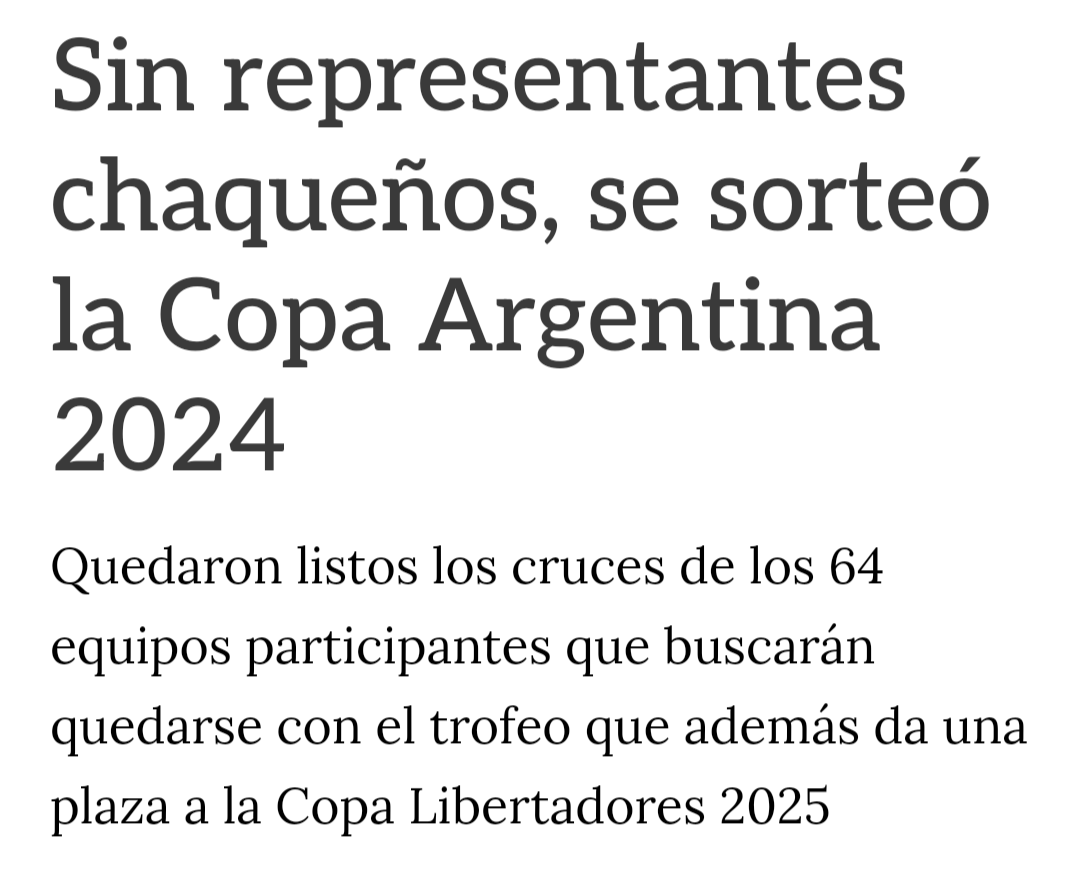 Sin representantes
chaqueños, se sorteó
la Copa Argentina
2024
Quedaron listos los cruces de los 64
equipos participantes que buscarán
quedarse con el trofeo que además da una
plaza a la Copa Libertadores 2025